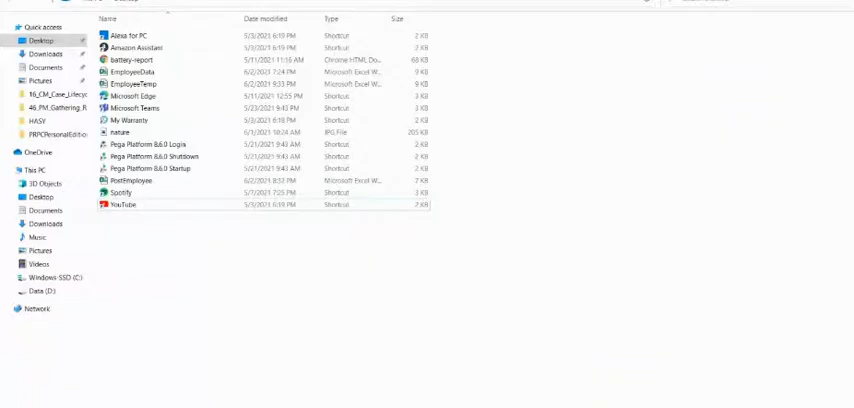 Name Date modified Type Size
Quick access
Desktop
Downloads
Documents
Pictures
16_CM_Case_Lifecyc
46_PM_Gathering_R
HASY
PRPCPersonalEditio
OneDrive
This PC
3D Objects
Desktop
Documents
Downloads
Music
Pictures
Videos
Windows-SSD (C:)
Data (D:)
Network
Alexa for PC 5/3/2021 6:19 PM Shortcut 2 KB
Amazon Assistant 5/3/2021 6:19 PM Shortcut 2 KB
battery-report 5/11/2021 11:16 AM Chrome HTML Do... 68 KB
EmployeeData 6/2/2021 7:24 PM Microsoft Excel W... 9 KB
EmployeeTemp 6/2/2021 9:33 PM Microsoft Excel W... 9 KB
Microsoft Edge 5/11/2021 12:55 PM Shortcut 3 KB
Microsoft Teams 5/23/2021 9:43 PM Shortcut 3 KB
My Warranty 5/3/2021 6:18 PM Shortcut 2 KB
nature 6/1/2021 10:24 AM JPG File 205 KB
Pega Platform 8.6.0 Login 5/21/2021 9:43 AM Shortcut 2 KB
Pega Platform 8.6.0 Shutdown 5/21/2021 9:43 AM Shortcut 2 KB
Pega Platform 8.6.0 Startup 5/21/2021 9:43 AM Shortcut 2 KB
PostEmployee 6/2/2021 8:32 PM Microsoft Excel W... 7 KB
Spotify 5/7/2021 7:25 PM Shortcut 3 KB
YouTube 5/3/2021 6:19 PM Shortcut 2 KB